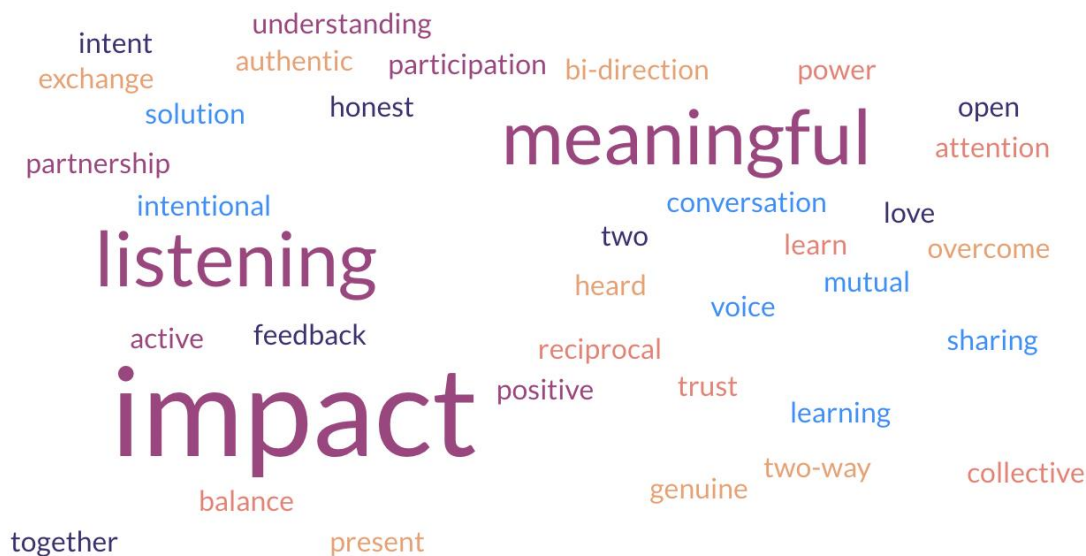 understanding
intent
authentic
participation
bi-direction
power
exchange
solution
honest
meaningful
open
attention
partnership
intentional
conversation
love
listening
two
learn
overcome
heard
mutual
voice
active
feedback
reciprocal
sharing
impact
positive
trust
learning
genuine
two-way
collective
balance
together
present